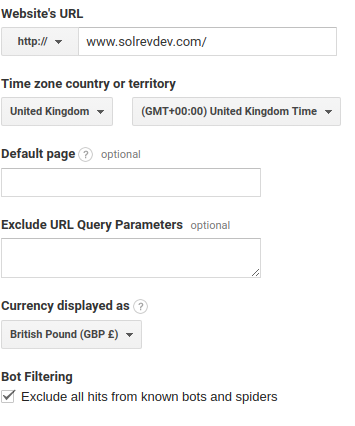 Website's URL
http:// www.solrevdev.com/
Time zone country or territory
United Kingdom (GMT+00:00) United Kingdom Time
Default page ? optional
Exclude URL Query Parameters optional
Currency displayed as ?
British Pound (GBP £)
Bot Filtering
Exclude all hits from known bots and spiders